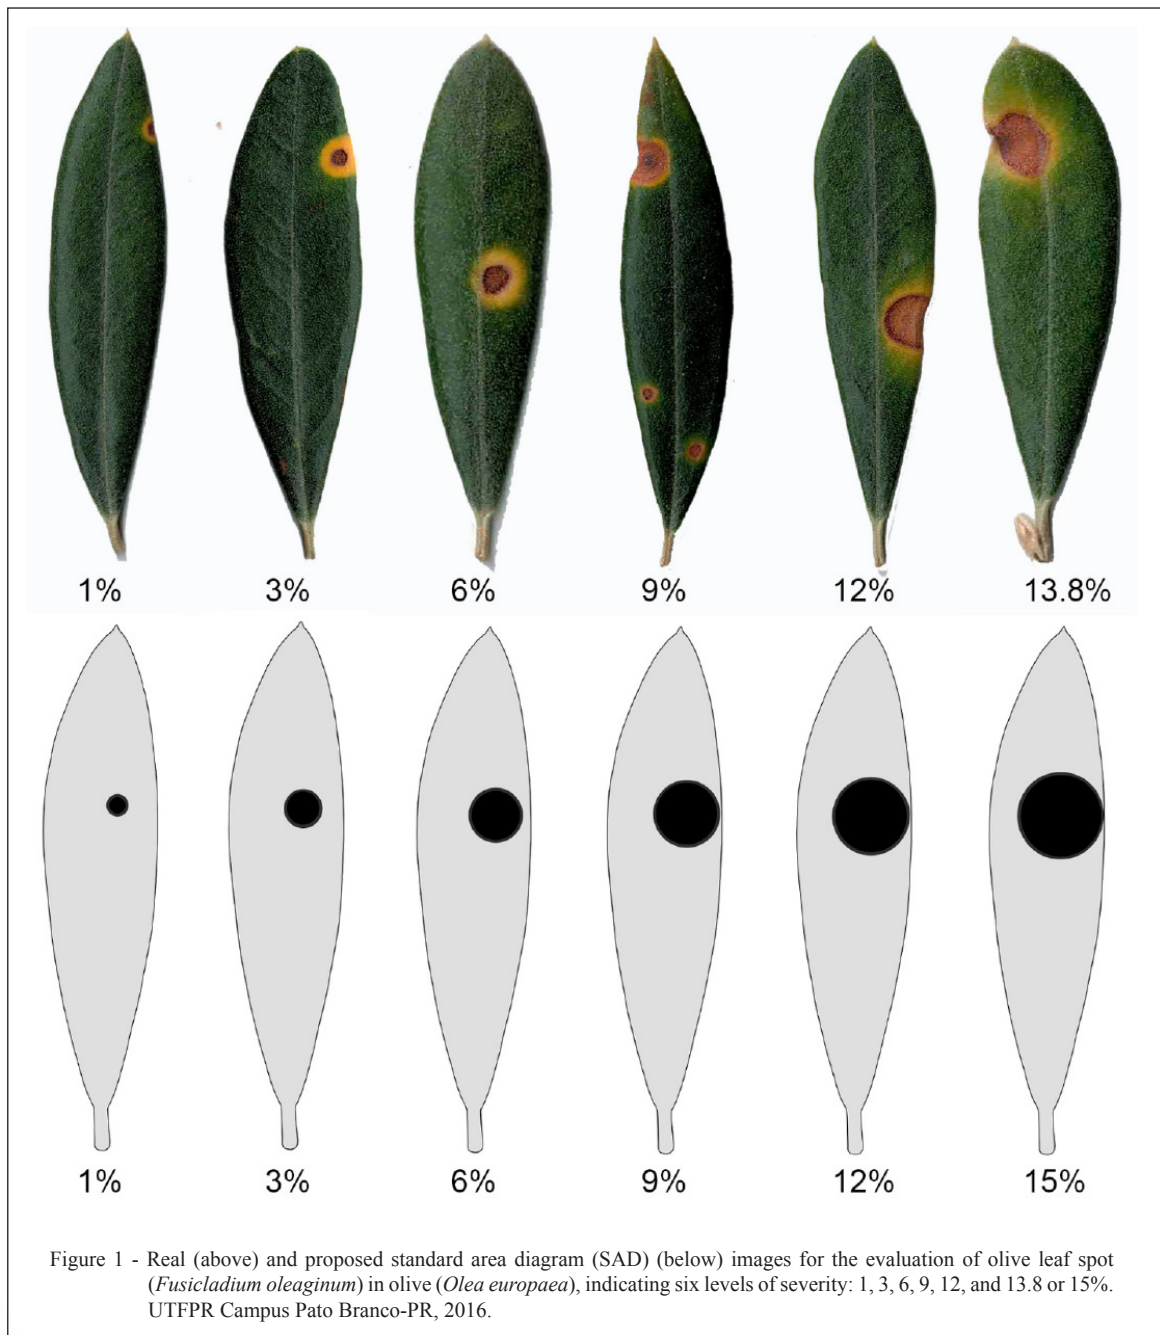 1% 3% 6% 9% 12% 13.8%
1% 3% 6% 9% 12% 15%
Figure 1 - Real (above) and proposed standard area diagram (SAD) (below) images for the evaluation of olive leaf spot
(Fusicladium oleaginum) in olive (Olea europaea), indicating six levels of severity: 1, 3, 6, 9, 12, and 13.8 or 15%.
UTFPR Campus Pato Branco-PR, 2016.